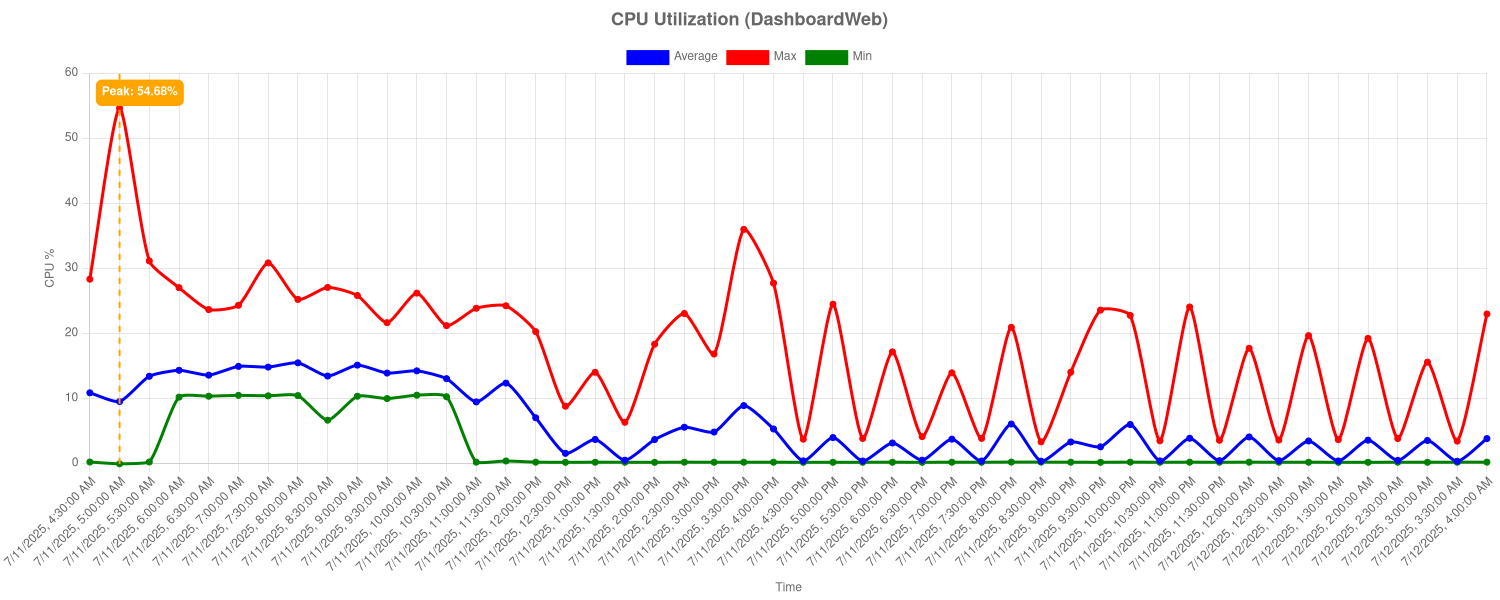 CPU Utilization (DashboardWeb)
Average Max Min
60
Peak: 54.68%
50
40
30
20
10
0
CPU %
7/11/2025, 4:30:00 AM
7/11/2025, 5:00:00 AM
7/11/2025, 5:30:00 AM
7/11/2025, 6:00:00 AM
7/11/2025, 6:30:00 AM
7/11/2025, 7:00:00 AM
7/11/2025, 7:30:00 AM
7/11/2025, 8:00:00 AM
7/11/2025, 8:30:00 AM
7/11/2025, 9:00:00 AM
7/11/2025, 9:30:00 AM
7/11/2025, 10:00:00 AM
7/11/2025, 10:30:00 AM
7/11/2025, 11:00:00 AM
7/11/2025, 11:30:00 AM
7/11/2025, 12:00:00 PM
7/11/2025, 12:30:00 PM
7/11/2025, 1:00:00 PM
7/11/2025, 1:30:00 PM
7/11/2025, 2:00:00 PM
7/11/2025, 2:30:00 PM
7/11/2025, 3:00:00 PM
7/11/2025, 3:30:00 PM
7/11/2025, 4:00:00 PM
7/11/2025, 4:30:00 PM
7/11/2025, 5:00:00 PM
7/11/2025, 5:30:00 PM
7/11/2025, 6:00:00 PM
7/11/2025, 6:30:00 PM
7/11/2025, 7:00:00 PM
7/11/2025, 7:30:00 PM
7/11/2025, 8:00:00 PM
7/11/2025, 8:30:00 PM
7/11/2025, 9:00:00 PM
7/11/2025, 9:30:00 PM
7/11/2025, 10:00:00 PM
7/11/2025, 10:30:00 PM
7/11/2025, 11:00:00 PM
7/11/2025, 11:30:00 PM
7/12/2025, 12:00:00 AM
7/12/2025, 12:30:00 AM
7/12/2025, 1:00:00 AM
7/12/2025, 1:30:00 AM
7/12/2025, 2:00:00 AM
7/12/2025, 2:30:00 AM
7/12/2025, 3:00:00 AM
7/12/2025, 3:30:00 AM
7/12/2025, 4:00:00 AM
Time